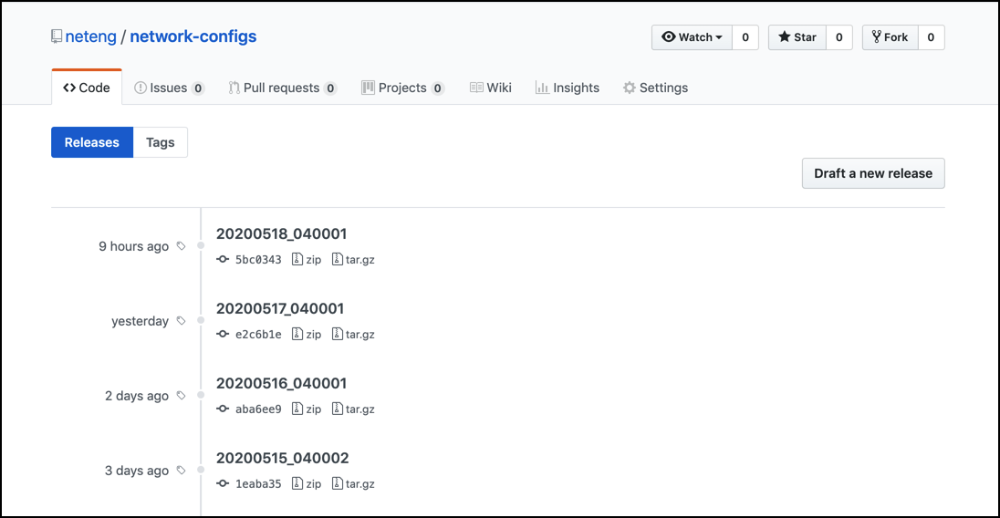 neteng / network-configs
Watch 0 Star 0 Fork 0
Code Issues 0 Pull requests 0 Projects 0 Wiki Insights Settings
Releases Tags
Draft a new release
20200518_040001
9 hours ago
5bc0343 zip tar.gz
20200517_040001
yesterday
e2c6b1e zip tar.gz
20200516_040001
2 days ago
aba6ee9 zip tar.gz
20200515_040002
3 days ago
1eaba35 zip tar.gz